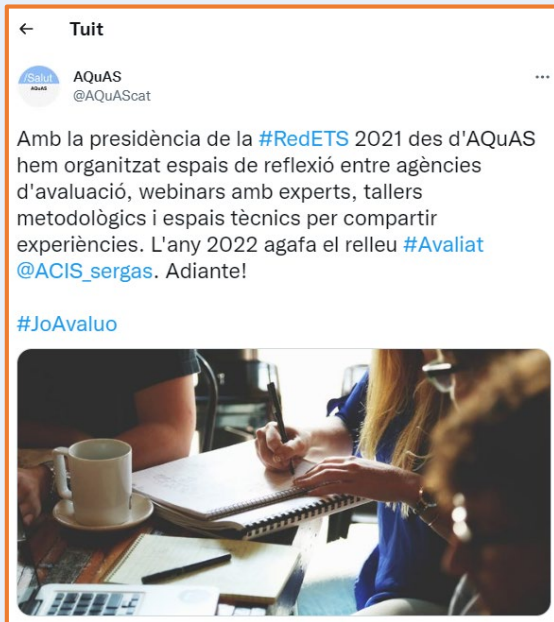 ← Tuit
/Salut
AQuAS
AQuAS
@AQuAScat
Amb la presidència de la #RedETS 2021 des d'AQuAS
hem organitzat espais de reflexió entre agències
d'avaluació, webinars amb experts, tallers
metodològics i espais tècnics per compartir
experiències. L'any 2022 agafa el relleu #Avaliat
@ACIS_sergas. Adiante!
#JoAvaluo